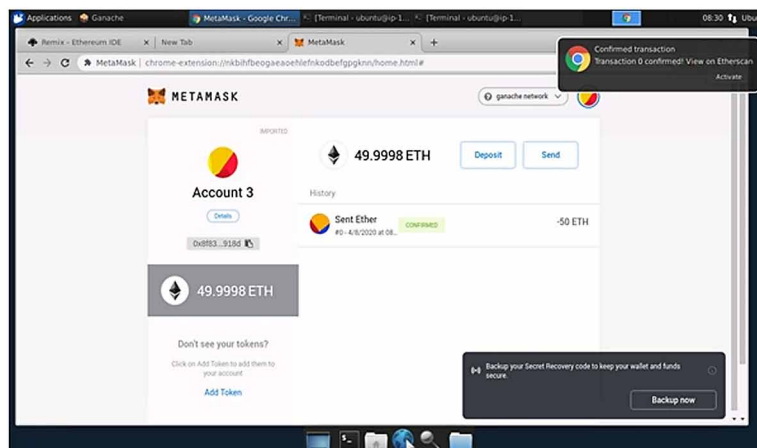 Applications Ganache MetaMask - Google Chr... [Terminal - ubuntu@ip-1... [Terminal - ubuntu@ip-1... 08:30 Ubu
Remix - Ethereum IDE × New Tab × MetaMask × +
MetaMask | chrome-extension://nkbihfbeogaeaoehlefnkodbefgpgknn/home.html#
Confirmed transaction
Transaction 0 confirmed! View on Etherscan
Activate
METAMASK
ganache network
IMPORTED
Account 3
Details
0x8f83...918d
49.9998 ETH
Don't see your tokens?
Click on Add Token to add them to
your account
Add Token
49.9998 ETH
Deposit
Send
History
Sent Ether
#0 - 4/8/2020 at 08...
CONFIRMED
-50 ETH
Backup your Secret Recovery code to keep your wallet and funds
secure.
Backup now